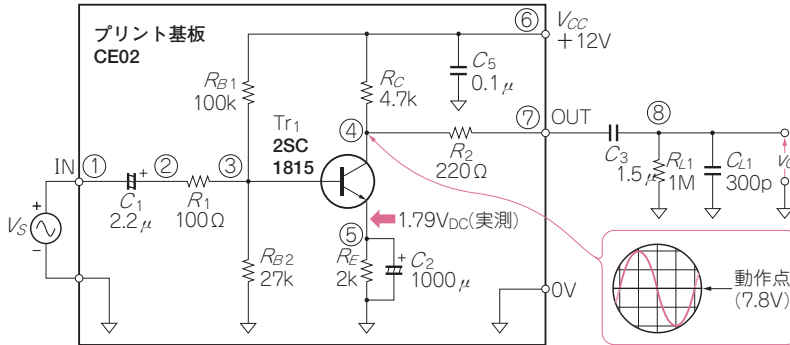 プリント基板
CE02
⑥
VCC
+12V
RB1
100k
RC
4.7k
C5
0.1μ
Tr1
2SC
1815
④
⑦
OUT
⑧
IN
①
②
③
R2
220Ω
C3
1.5μ
RL1
1M
CL1
300p
VS
+
−
+
C1
2.2μ
R1
100Ω
1.79VDC(実測)
⑤
RB2
27k
RE
2k
+
C2
1000μ
0V
動作点
(7.8V)